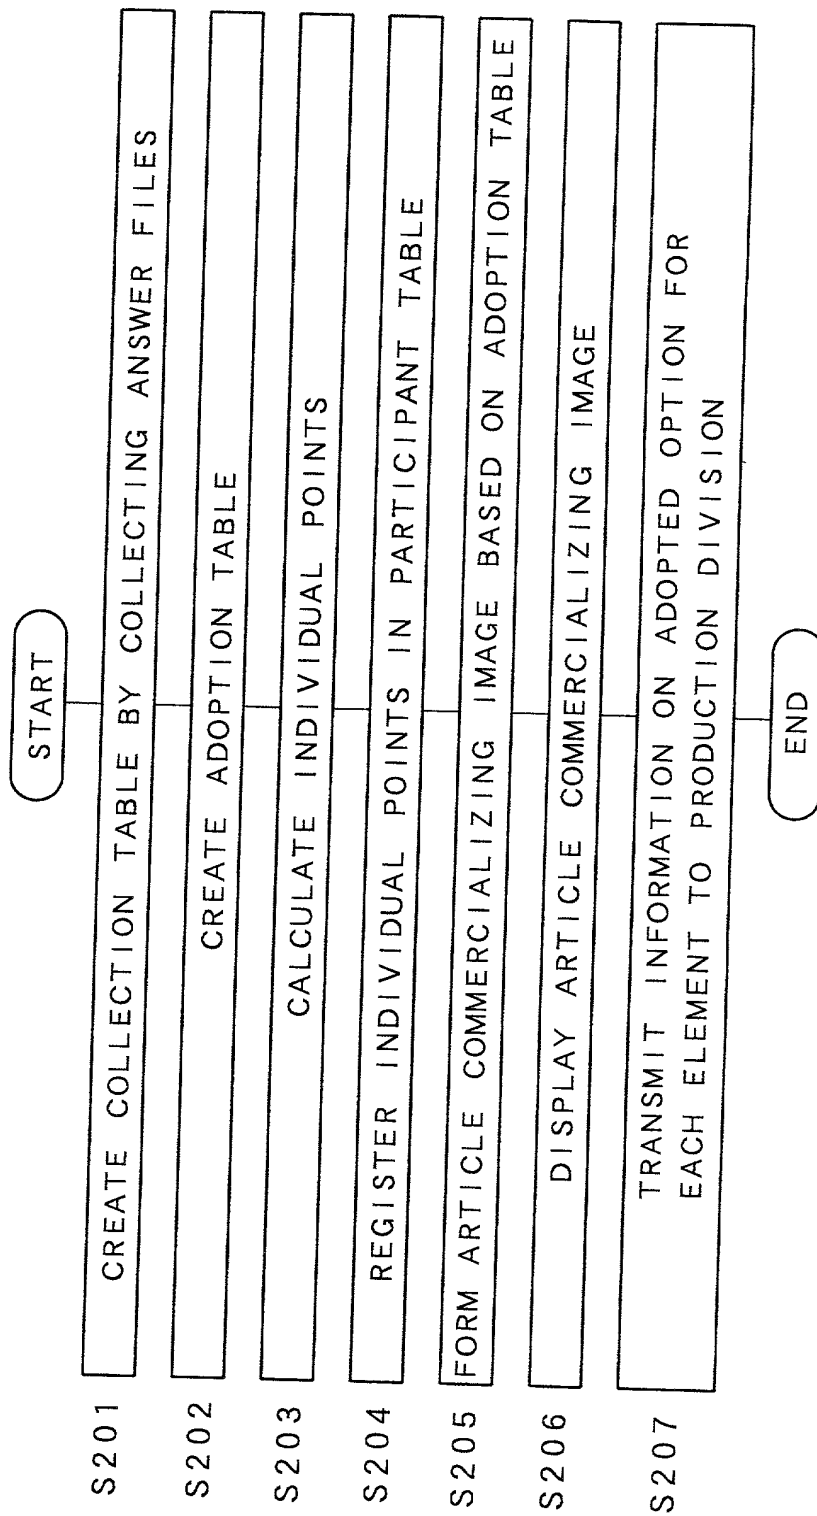 START
S201 CREATE COLLECTION TABLE BY COLLECTING ANSWER FILES
S202 CREATE ADOPTION TABLE
S203 CALCULATE INDIVIDUAL POINTS
S204 REGISTER INDIVIDUAL POINTS IN PARTICIPANT TABLE
S205 FORM ARTICLE COMMERCIALIZING IMAGE BASED ON ADOPTION TABLE
S206 DISPLAY ARTICLE COMMERCIALIZING IMAGE
S207 TRANSMIT INFORMATION ON ADOPTED OPTION FOR
EACH ELEMENT TO PRODUCTION DIVISION
END